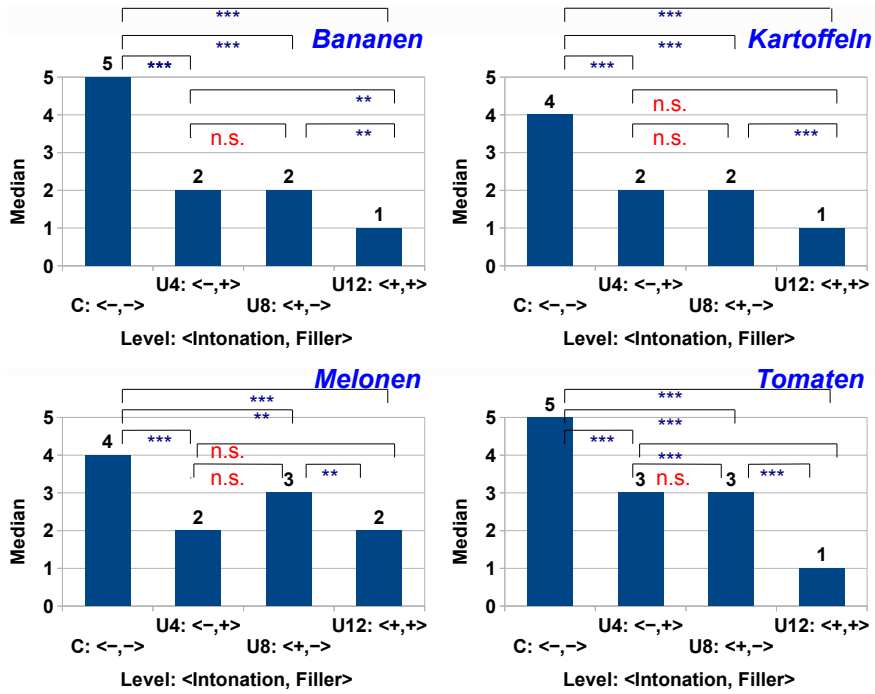 ***
***
Bananen
5
5
***
**
n.s.
**
4
3
2
2
2
1
1
0
Median
U4: <−,+>
U12: <+,+>
C: <−,−>
U8: <+,−>
Level: <Intonation, Filler>
***
***
Kartoffeln
5
***
n.s.
4
4
n.s.
***
3
2
2
2
1
1
0
Median
U4: <−,+>
U12: <+,+>
C: <−,−>
U8: <+,−>
Level: <Intonation, Filler>
Melonen
***
**
5
***
n.s.
4
4
n.s.
3
**
3
2
2
2
1
0
Median
U4: <−,+>
U12: <+,+>
C: <−,−>
U8: <+,−>
Level: <Intonation, Filler>
Tomaten
***
5
5
***
***
4
***
3
n.s.
3
***
3
2
1
1
0
Median
U4: <−,+>
U12: <+,+>
C: <−,−>
U8: <+,−>
Level: <Intonation, Filler>